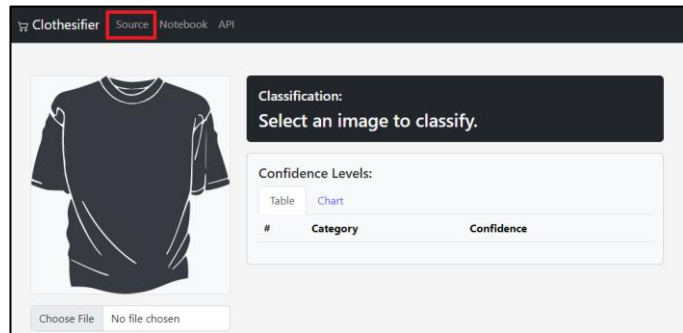 Clothesifier Source Notebook API
Classification:
Select an image to classify.
Confidence Levels:
Table Chart
# Category Confidence
Choose File No file chosen